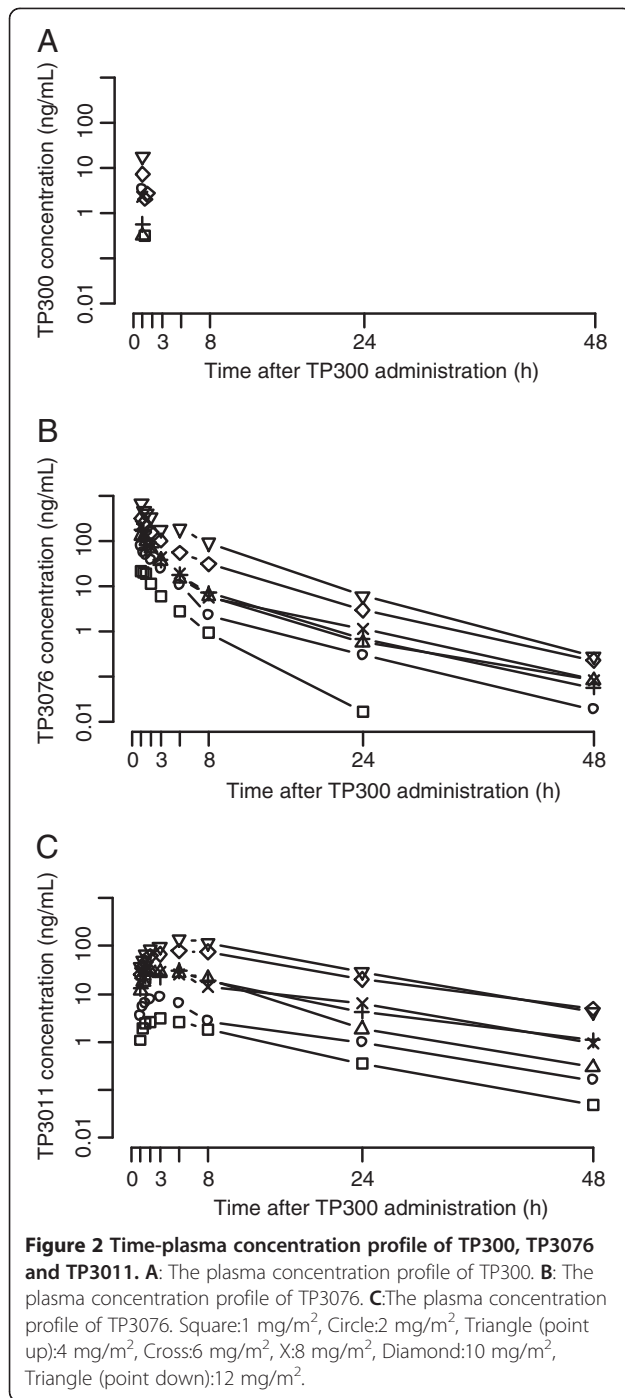 A
TP300 concentration (ng/mL)
100
10
1
0.01
0 3 8 24 48
Time after TP300 administration (h)
B
TP3076 concentration (ng/mL)
100
10
1
0.01
0 3 8 24 48
Time after TP300 administration (h)
C
TP3011 concentration (ng/mL)
100
10
1
0.01
0 3 8 24 48
Time after TP300 administration (h)
Figure 2 Time-plasma concentration profile of TP300, TP3076
and TP3011. A: The plasma concentration profile of TP300. B: The
plasma concentration profile of TP3076. C:The plasma concentration
profile of TP3076. Square:1 mg/m², Circle:2 mg/m², Triangle (point
up):4 mg/m², Cross:6 mg/m², X:8 mg/m², Diamond:10 mg/m²,
Triangle (point down):12 mg/m².